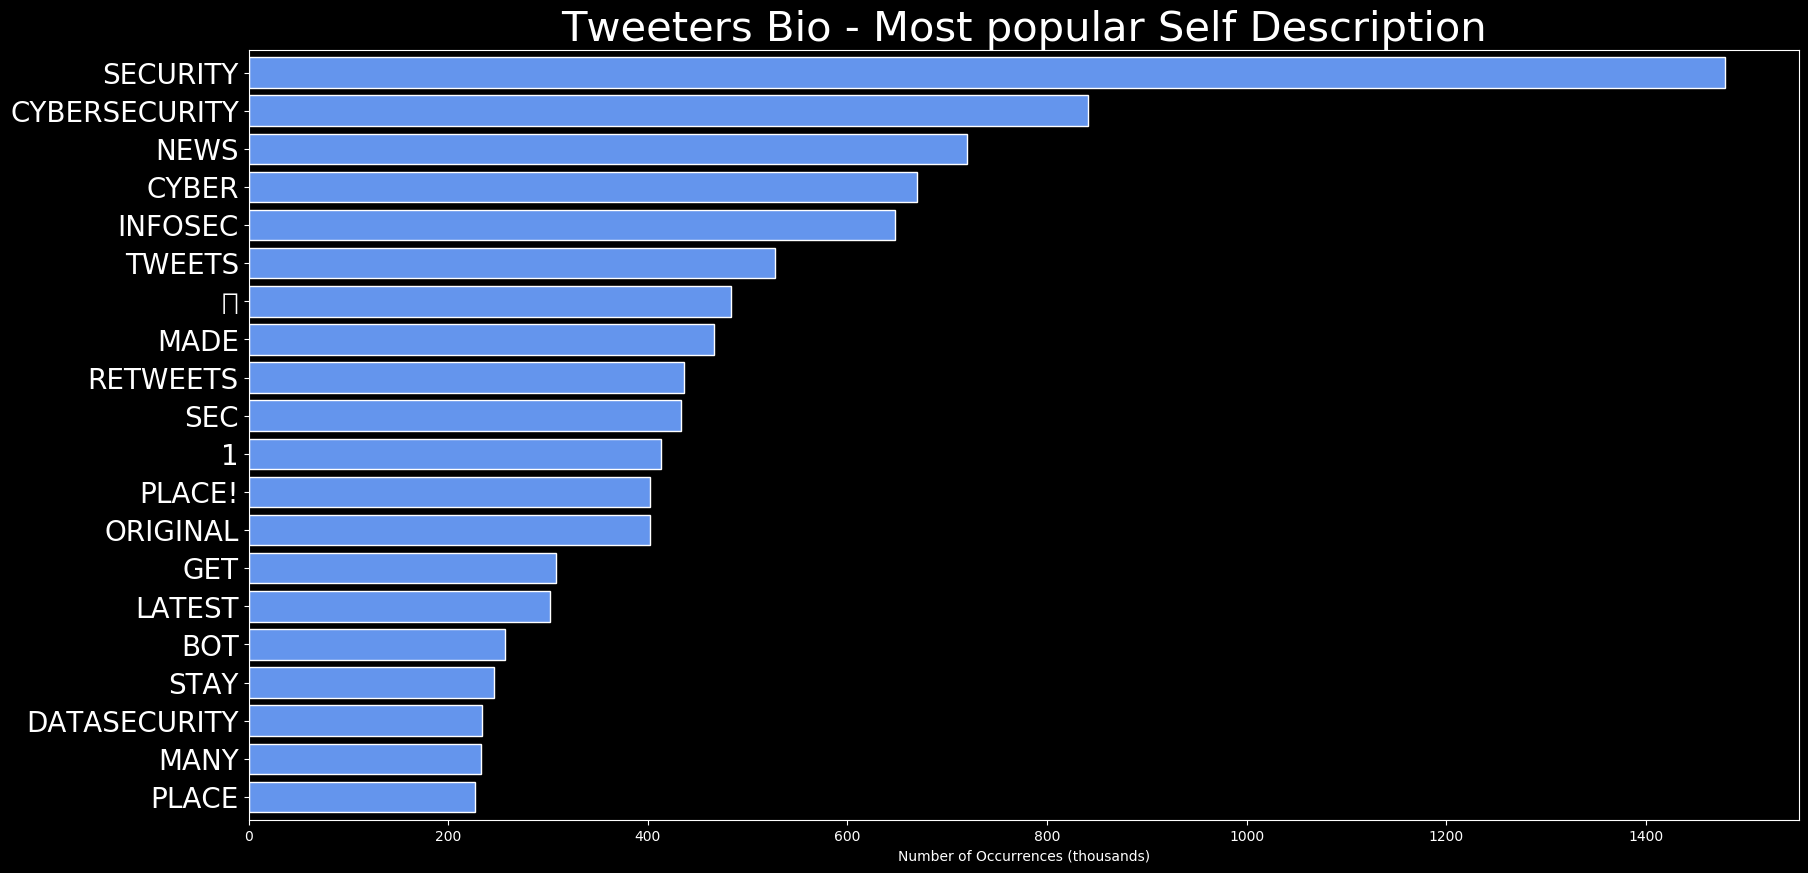 Tweeters Bio - Most popular Self Description
SECURITY
CYBERSECURITY
NEWS
CYBER
INFOSEC
TWEETS
MADE
RETWEETS
SEC
1
PLACE!
ORIGINAL
GET
LATEST
BOT
STAY
DATASECURITY
MANY
PLACE
0 200 400 600 800 1000 1200 1400
Number of Occurrences (thousands)